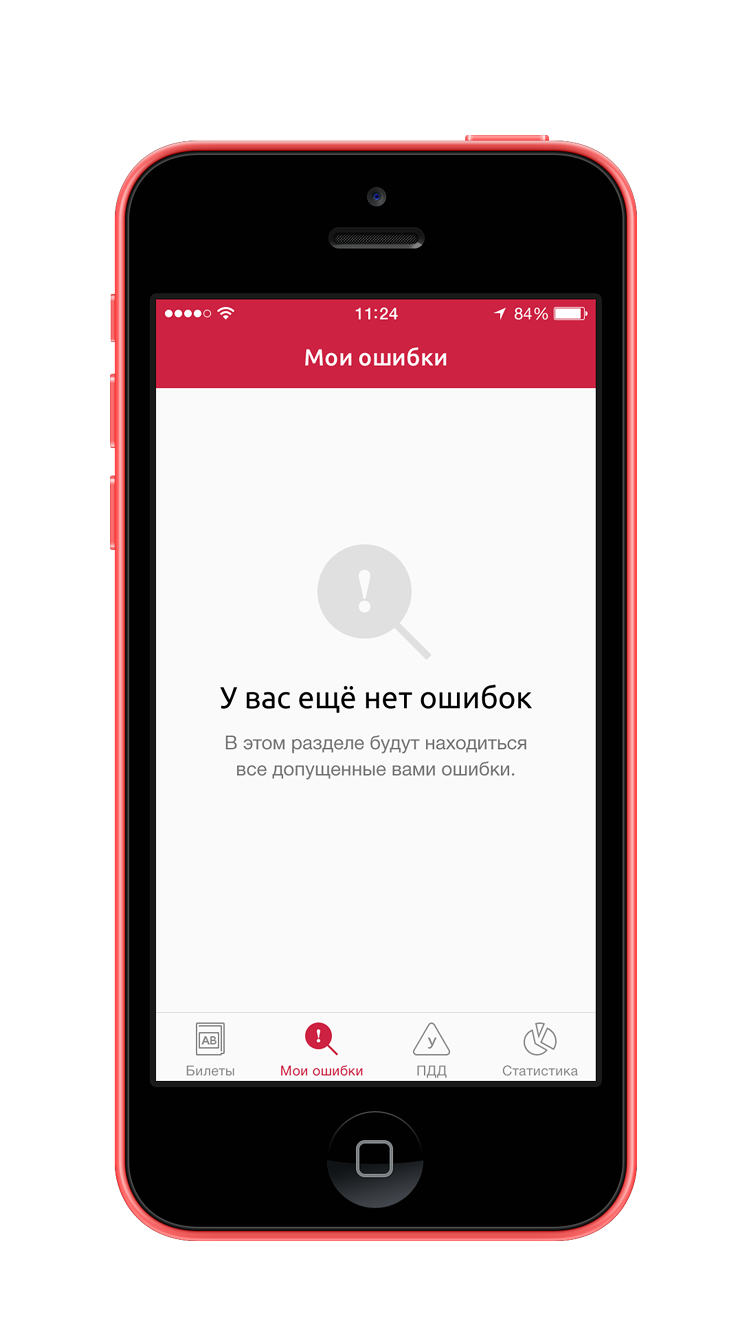 11:24
84%
Мои ошибки
!
У вас ещё нет ошибок
В этом разделе будут находиться
все допущенные вами ошибки.
AB
!
У
Билеты
Мои ошибки
ПДД
Статистика